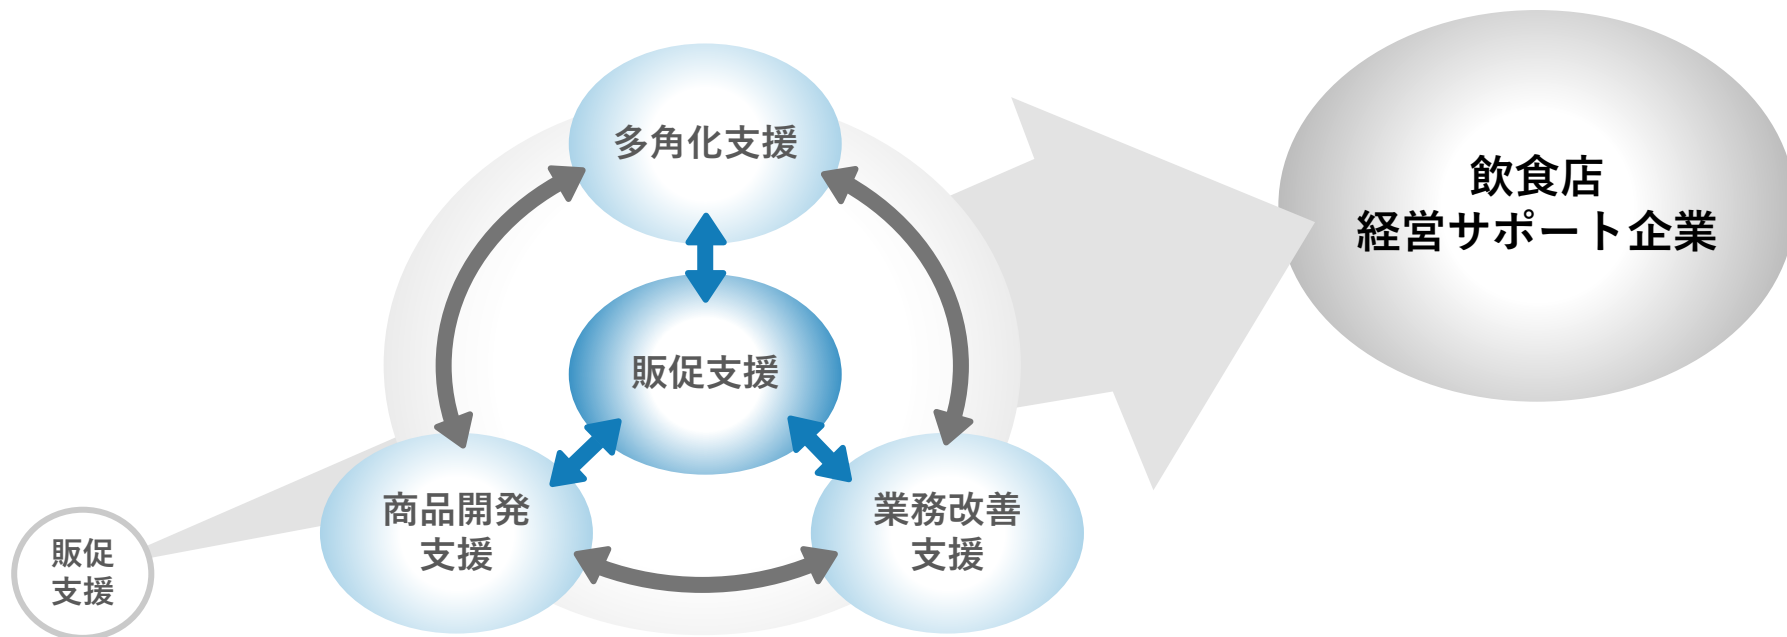 多角化支援
飲食店
経営サポート企業
販促支援
商品開発
支援
業務改善
支援
販促
支援